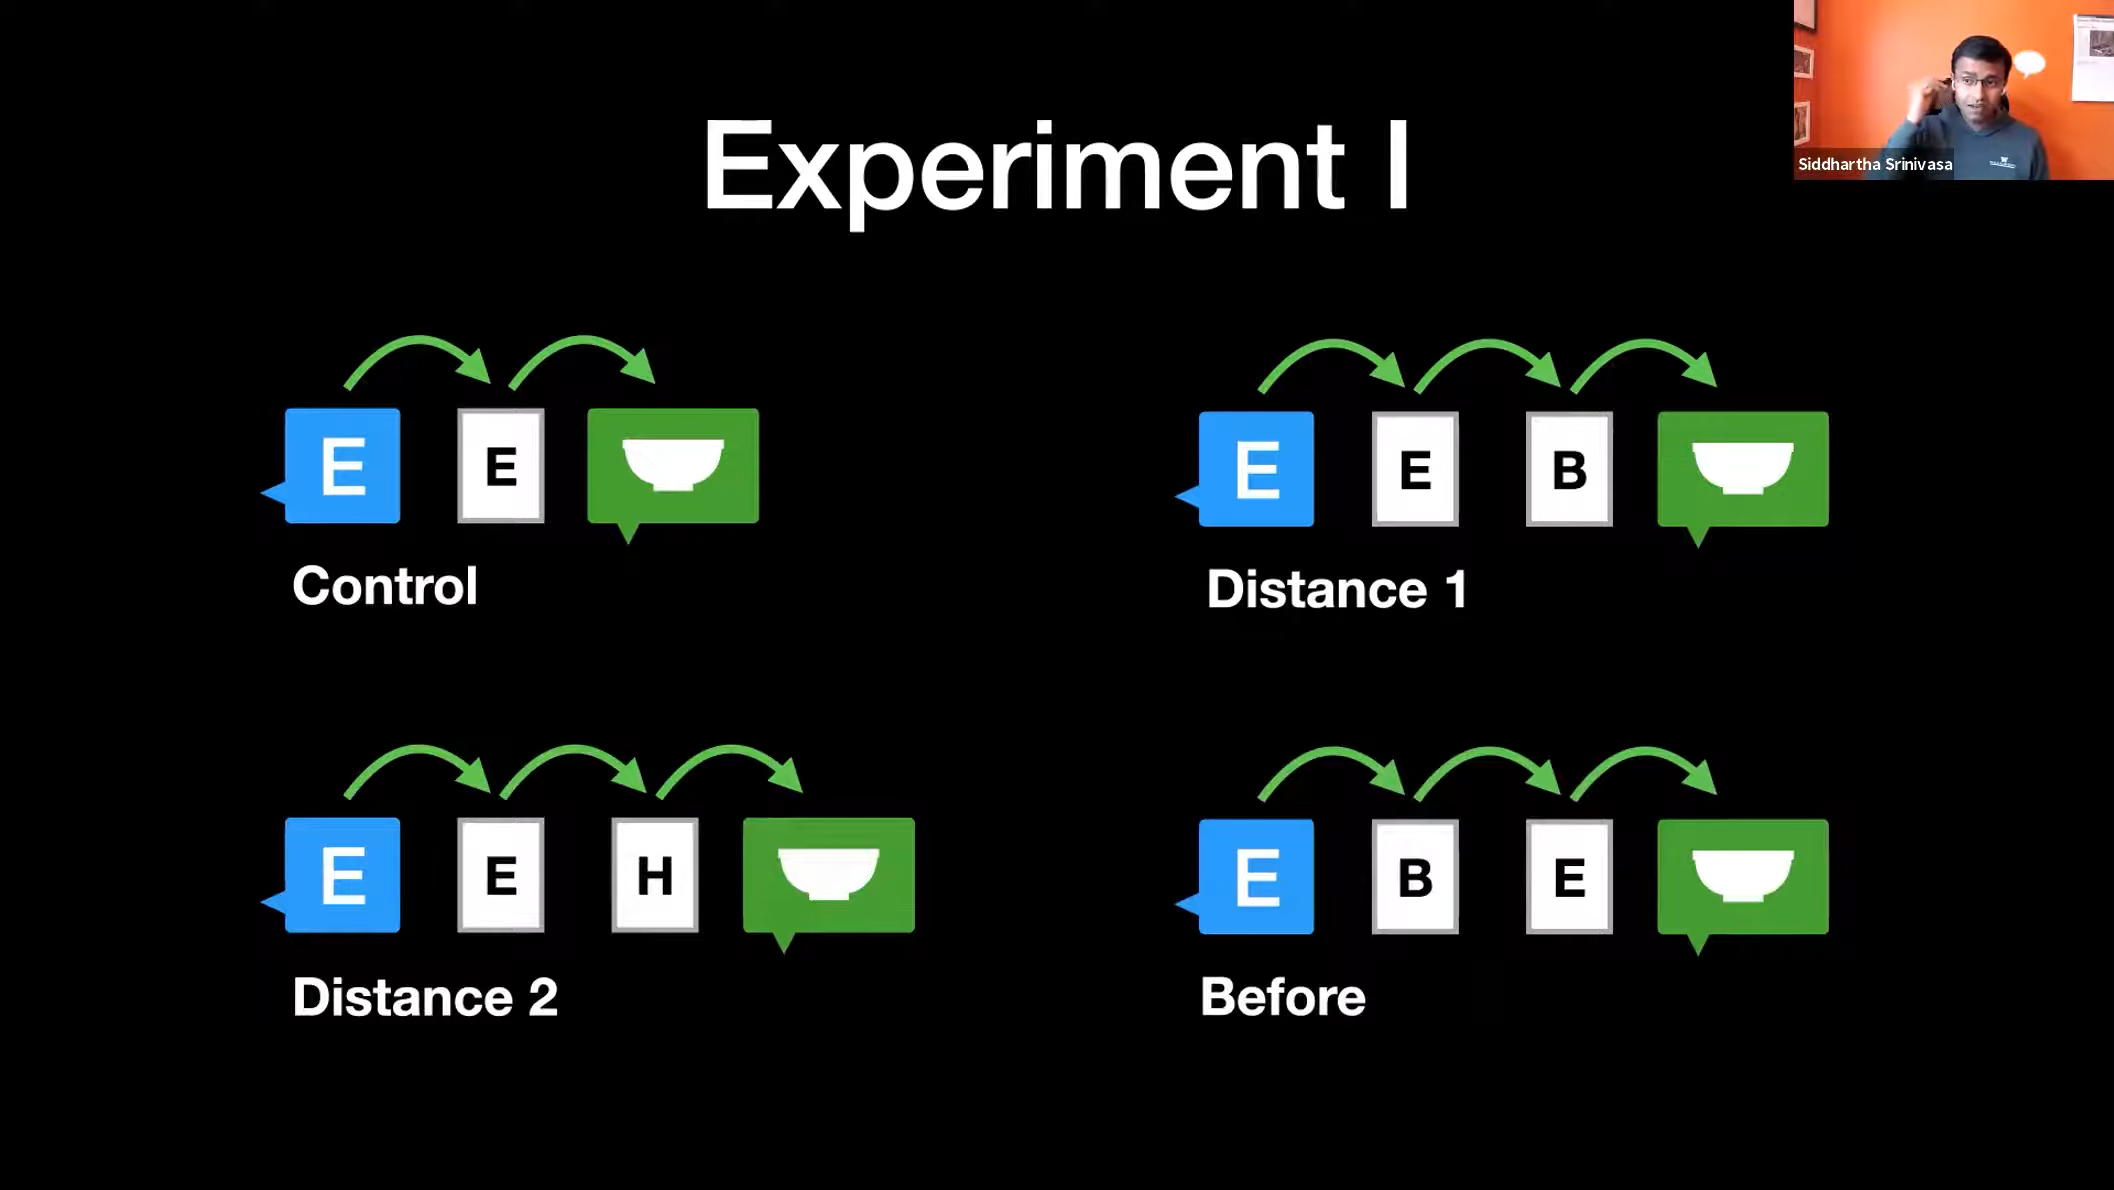 Experiment I
Siddhartha Srinivasa
E E
Control
E E B
Distance 1
E E H
Distance 2
E B E
Before